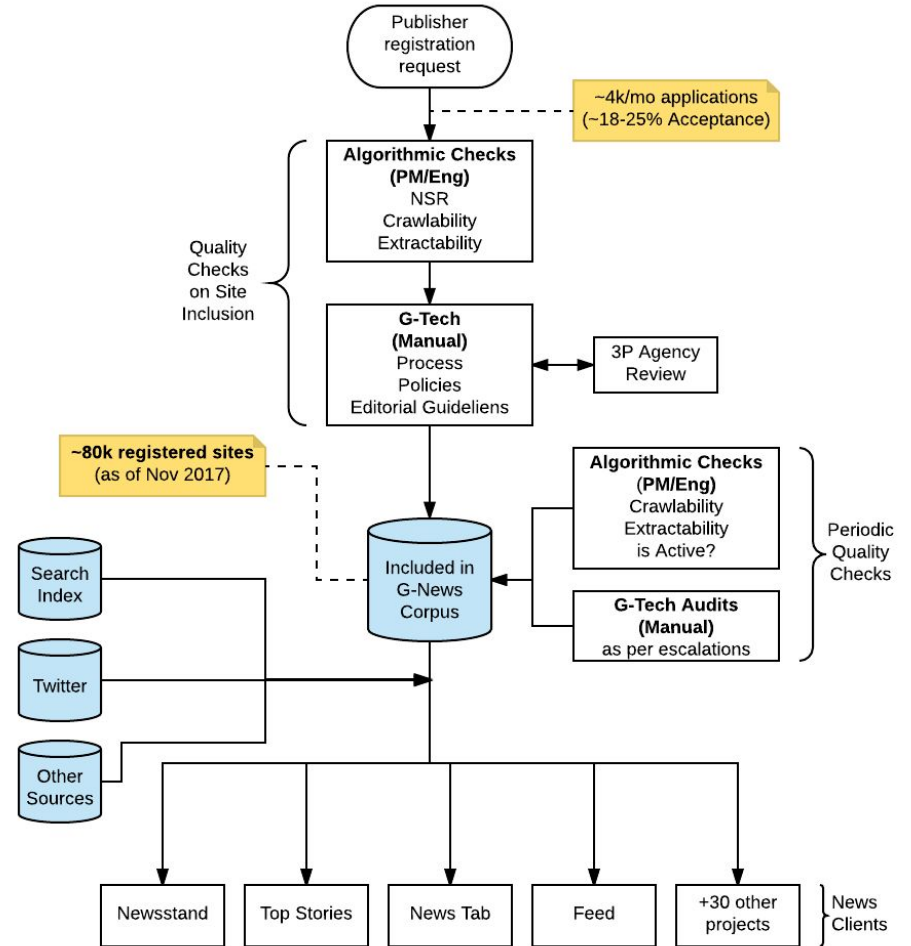 Publisher
registration
request
~4k/mo applications
(~18-25% Acceptance)
Algorithmic Checks
(PM/Eng)
NSR
Crawlability
Extractability
Quality
Checks
on Site
Inclusion
G-Tech
(Manual)
Process
Policies
Editorial Guideliens
3P Agency
Review
~80k registered sites
(as of Nov 2017)
Algorithmic Checks
(PM/Eng)
Crawlability
Extractability
is Active?
Periodic
Quality
Checks
Included in
G-News
Corpus
G-Tech Audits
(Manual)
as per escalations
Search
Index
Twitter
Other
Sources
Newsstand
Top Stories
News Tab
Feed
+30 other
projects
News
Clients